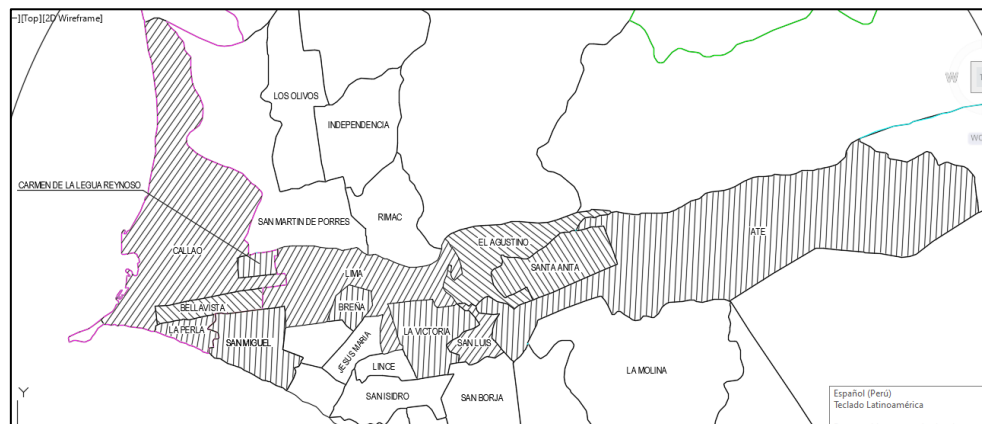 -][Top][2D Wireframe]
LOS OLIVOS
INDEPENDENCIA
W
CARMEN DE LA LEGUA REYNOSO
SAN MARTIN DE PORRES
RIMAC
CALLAO
LIMA
EL AGUSTINO
SANTA ANITA
ATE
BELLAVISTA
BREÑA
LA PERLA
SAN MIGUEL
JESUS MARIA
LA VICTORIA
SAN LUIS
LINCE
SAN ISIDRO
SAN BORJA
LA MOLINA
Y
Español (Perú)
Teclado Latinoamérica